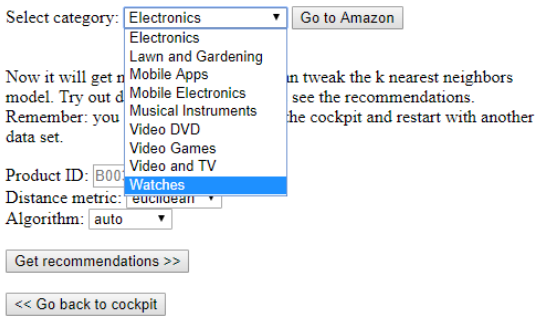 Select category: Electronics ▼ Go to Amazon
Electronics
Lawn and Gardening
Mobile Apps
Mobile Electronics
Musical Instruments
Video DVD
Video Games
Video and TV
Watches
Now it will get tweak the k nearest neighbors
model. Try out see the recommendations.
Remember: you the cockpit and restart with another
data set.
Product ID:
Distance metric: euclidean
Algorithm: auto ▼
Get recommendations >>
<< Go back to cockpit